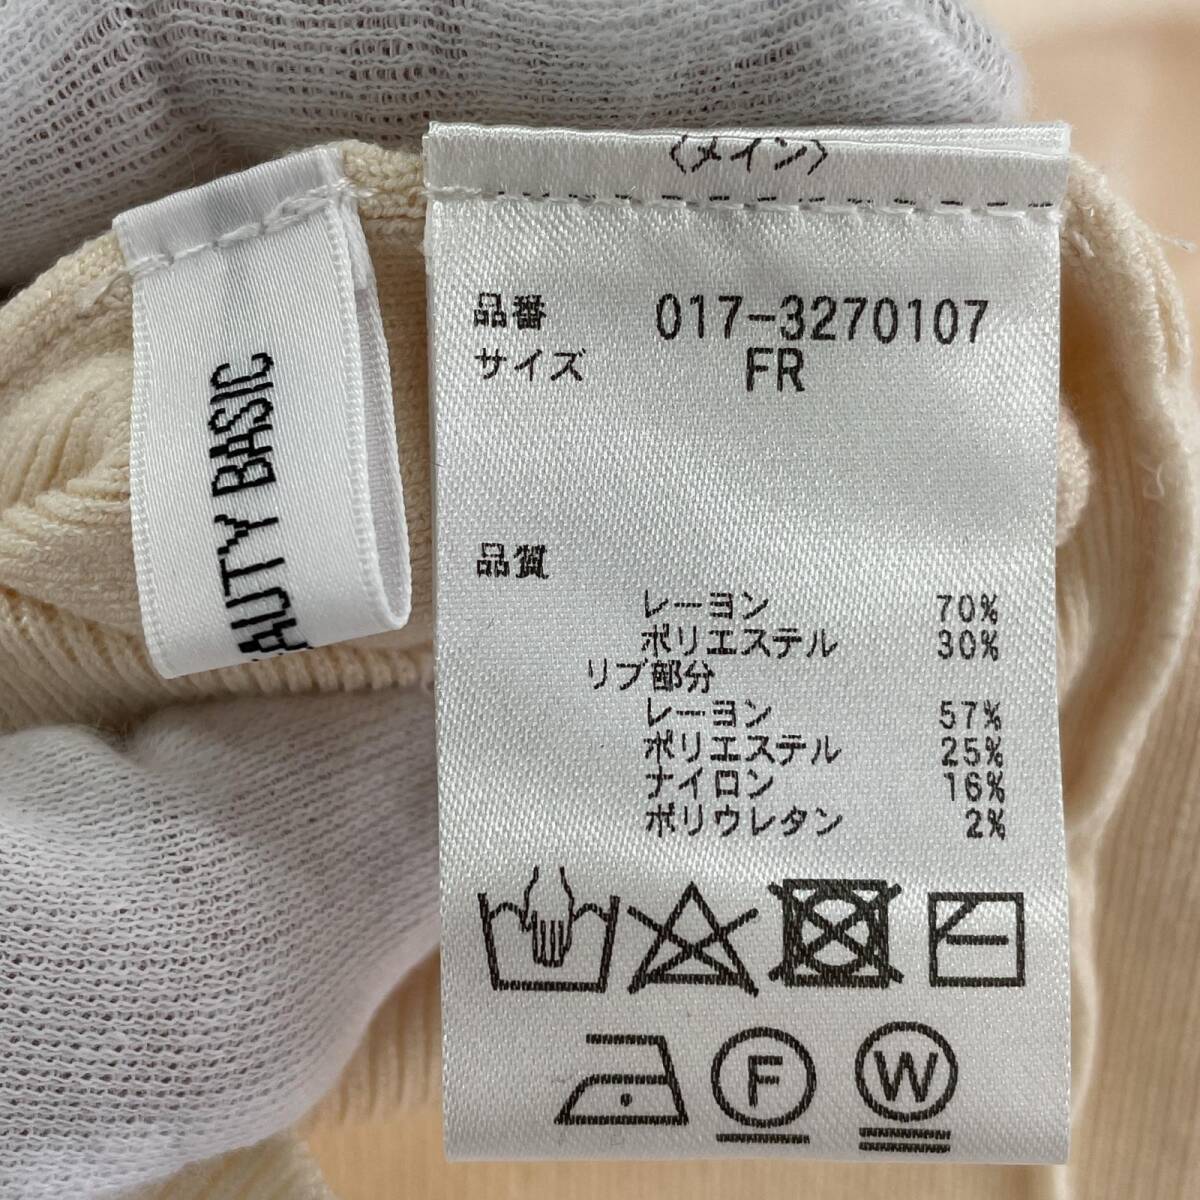 〈メイン〉
品番 017-3270107
サイズ FR
品質
レーヨン 70%
ポリエステル 30%
リブ部分
レーヨン 57%
ポリエステル 25%
ナイロン 16%
ポリウレタン 2%
F
W
AUTY BASIC